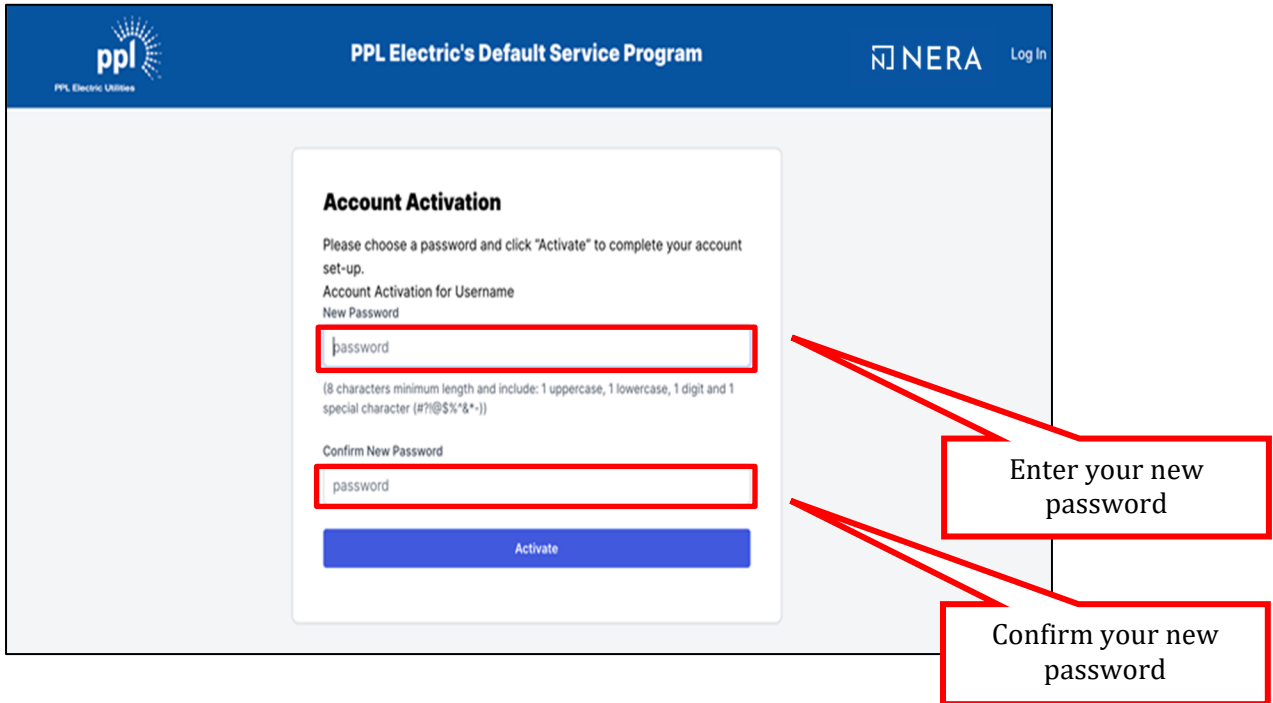 ppl
PPL Electric Utilities
PPL Electric's Default Service Program
NERA
Log In
Account Activation
Please choose a password and click "Activate" to complete your account
set-up.
Account Activation for Username
New Password
password
(8 characters minimum length and include: 1 uppercase, 1 lowercase, 1 digit and 1
special character (#?!@$%^&*-))
Confirm New Password
password
Activate
Enter your new
password
Confirm your new
password